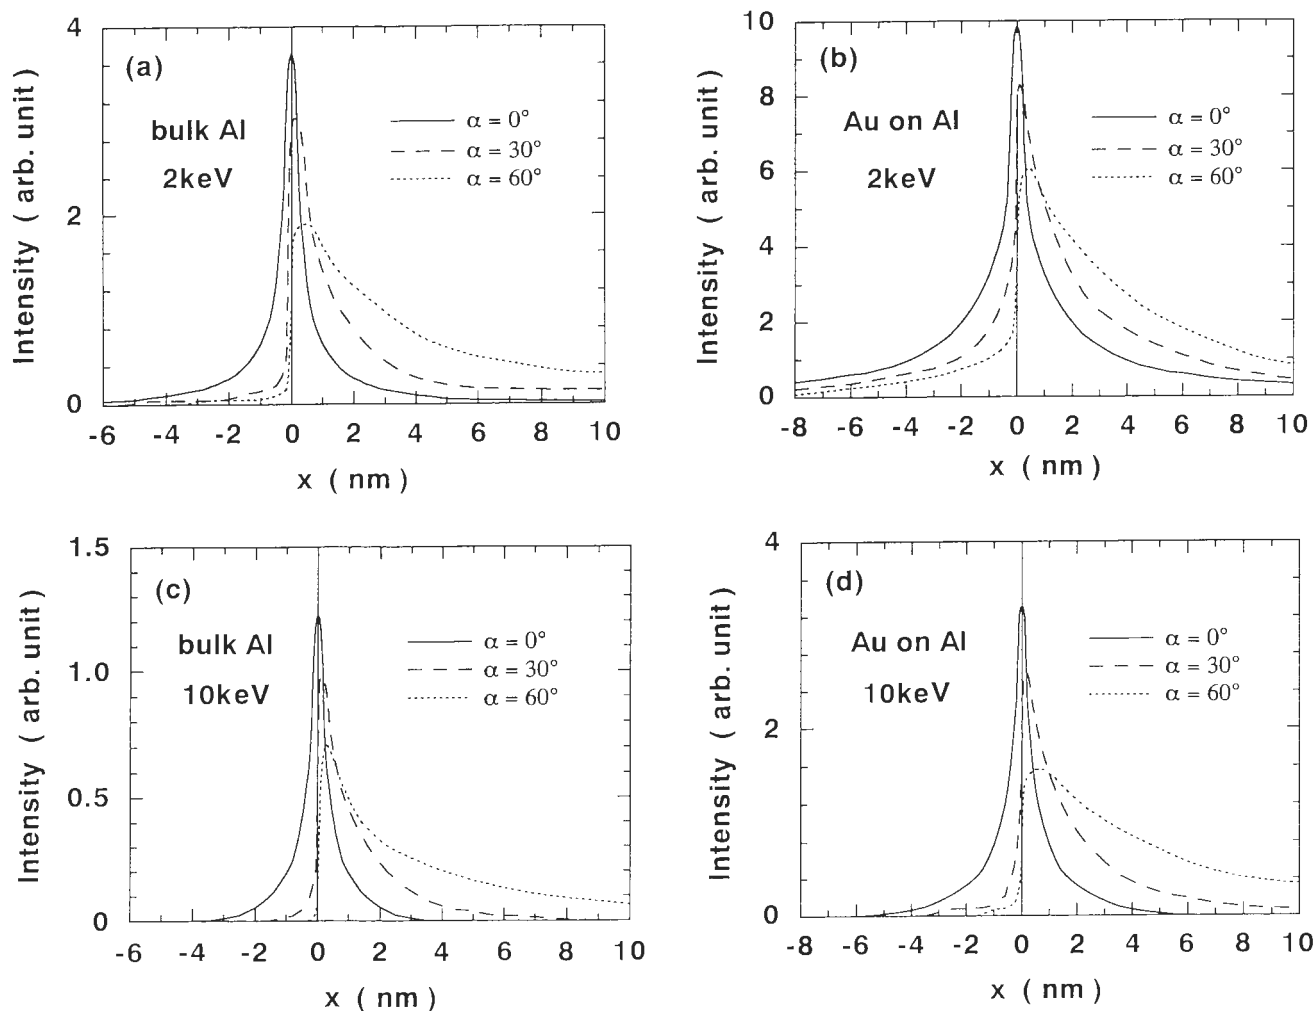 4
(a)
bulk Al
2keV
α = 0°
α = 30°
α = 60°
2
0
Intensity ( arb. unit )
-6 -4 -2 0 2 4 6 8 10
x ( nm )
10
(b)
Au on Al
2keV
α = 0°
α = 30°
α = 60°
8
6
4
2
0
Intensity ( arb. unit )
-8 -6 -4 -2 0 2 4 6 8 10
x ( nm )
1.5
(c)
bulk Al
10keV
α = 0°
α = 30°
α = 60°
1.0
0.5
0
Intensity ( arb. unit )
-6 -4 -2 0 2 4 6 8 10
x ( nm )
4
(d)
Au on Al
10keV
α = 0°
α = 30°
α = 60°
2
0
Intensity ( arb. unit )
-8 -6 -4 -2 0 2 4 6 8 10
x ( nm )